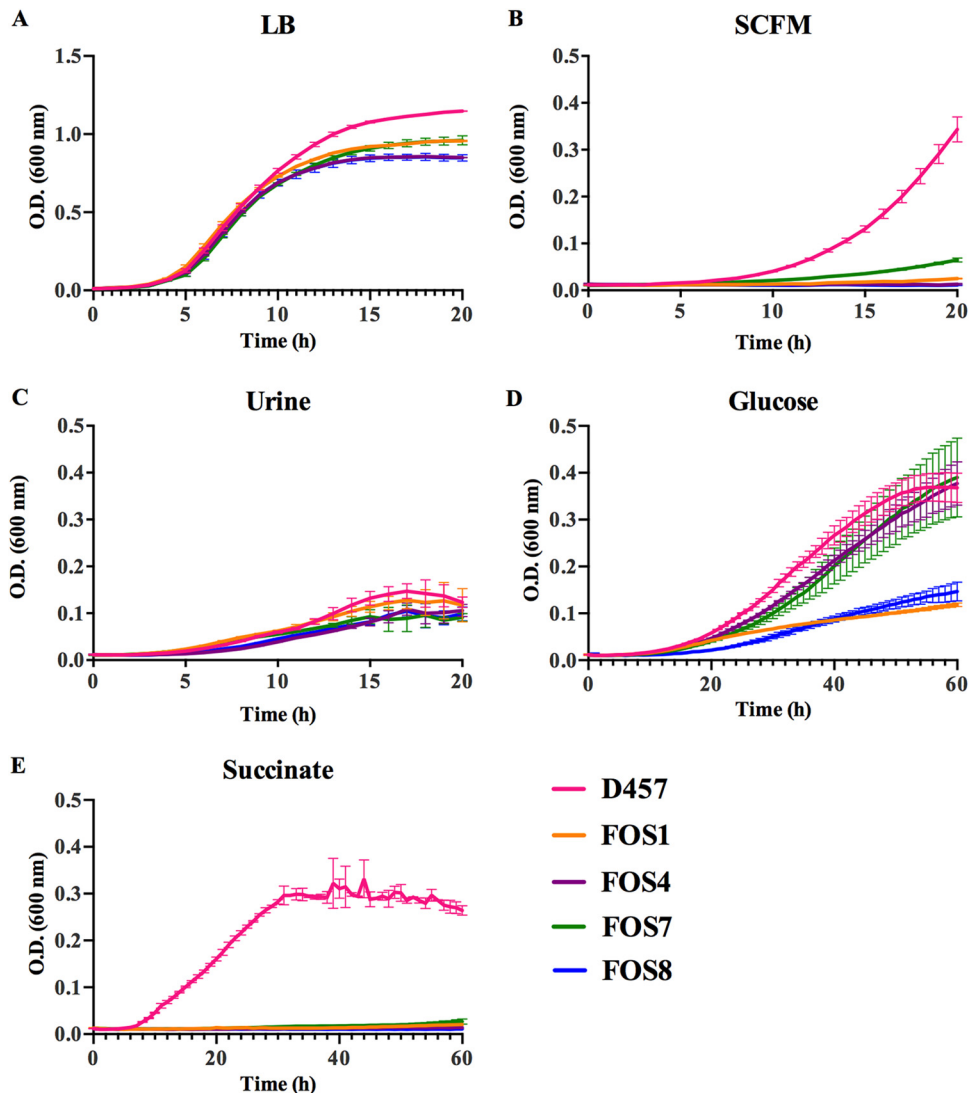 A
LB
O.D. (600 nm)
1.5
1.0
0.5
0.0
0 5 10 15 20
Time (h)
B
SCFM
O.D. (600 nm)
0.5
0.4
0.3
0.2
0.1
0.0
0 5 10 15 20
Time (h)
C
Urine
O.D. (600 nm)
0.5
0.4
0.3
0.2
0.1
0.0
0 5 10 15 20
Time (h)
D
Glucose
O.D. (600 nm)
0.5
0.4
0.3
0.2
0.1
0.0
0 20 40 60
Time (h)
E
Succinate
O.D. (600 nm)
0.5
0.4
0.3
0.2
0.1
0.0
0 20 40 60
Time (h)
D457
FOS1
FOS4
FOS7
FOS8